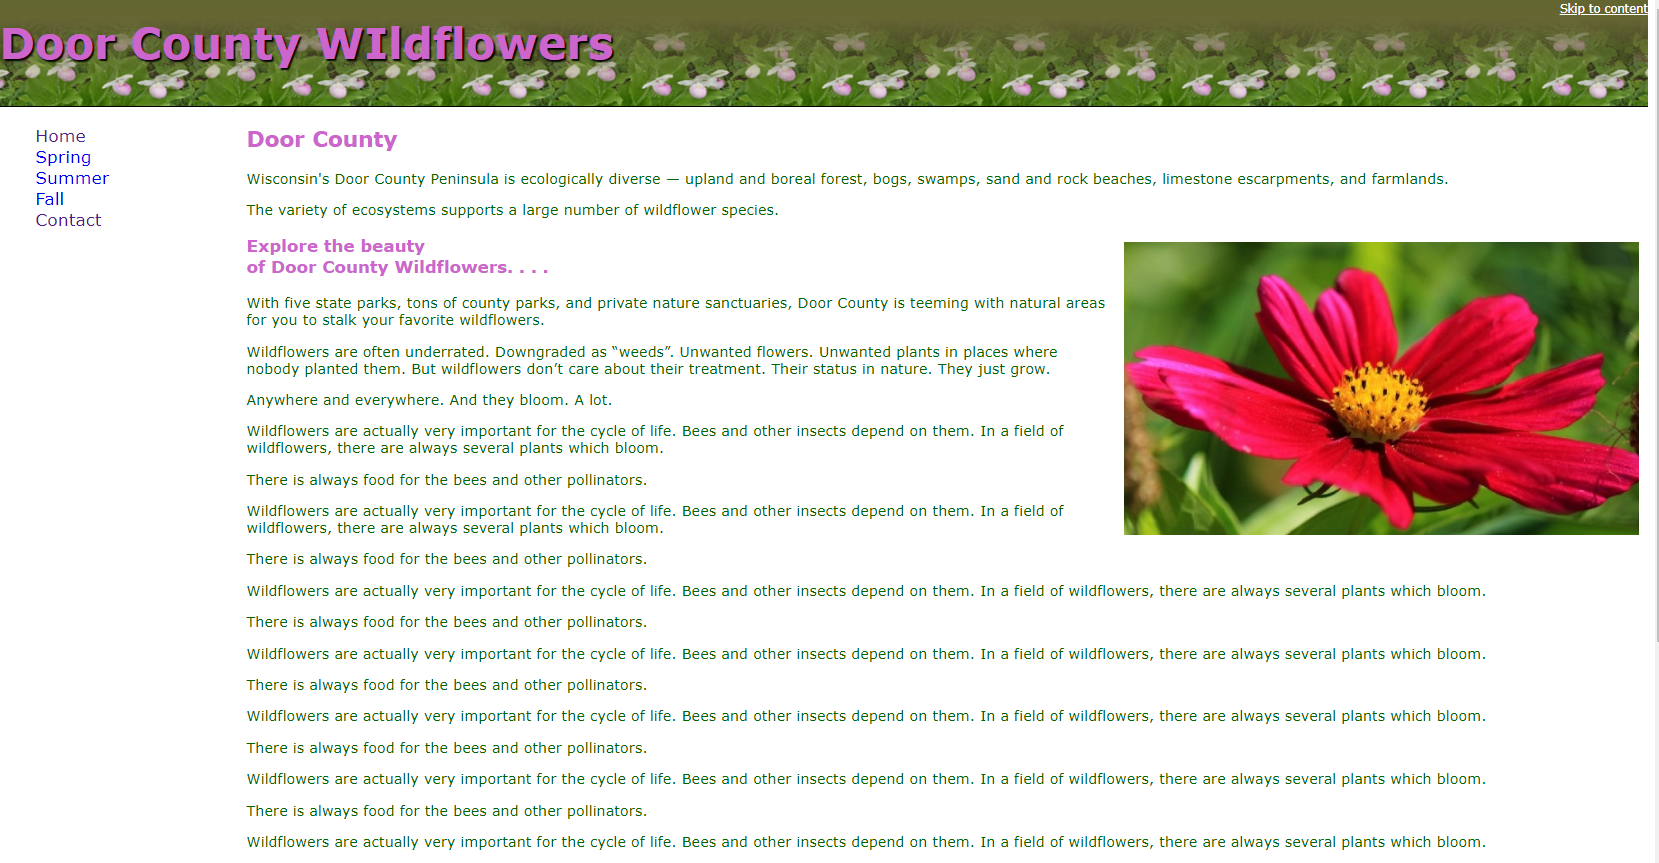 Skip to content
Door County WIldflowers
Home
Spring
Summer
Fall
Contact
Door County
Wisconsin's Door County Peninsula is ecologically diverse — upland and boreal forest, bogs, swamps, sand and rock beaches, limestone escarpments, and farmlands.
The variety of ecosystems supports a large number of wildflower species.
Explore the beauty
of Door County Wildflowers. . . .
With five state parks, tons of county parks, and private nature sanctuaries, Door County is teeming with natural areas
for you to stalk your favorite wildflowers.
Wildflowers are often underrated. Downgraded as “weeds”. Unwanted flowers. Unwanted plants in places where
nobody planted them. But wildflowers don’t care about their treatment. Their status in nature. They just grow.
Anywhere and everywhere. And they bloom. A lot.
Wildflowers are actually very important for the cycle of life. Bees and other insects depend on them. In a field of
wildflowers, there are always several plants which bloom.
There is always food for the bees and other pollinators.
Wildflowers are actually very important for the cycle of life. Bees and other insects depend on them. In a field of
wildflowers, there are always several plants which bloom.
There is always food for the bees and other pollinators.
Wildflowers are actually very important for the cycle of life. Bees and other insects depend on them. In a field of wildflowers, there are always several plants which bloom.
There is always food for the bees and other pollinators.
Wildflowers are actually very important for the cycle of life. Bees and other insects depend on them. In a field of wildflowers, there are always several plants which bloom.
There is always food for the bees and other pollinators.
Wildflowers are actually very important for the cycle of life. Bees and other insects depend on them. In a field of wildflowers, there are always several plants which bloom.
There is always food for the bees and other pollinators.
Wildflowers are actually very important for the cycle of life. Bees and other insects depend on them. In a field of wildflowers, there are always several plants which bloom.
There is always food for the bees and other pollinators.
Wildflowers are actually very important for the cycle of life. Bees and other insects depend on them. In a field of wildflowers, there are always several plants which bloom.